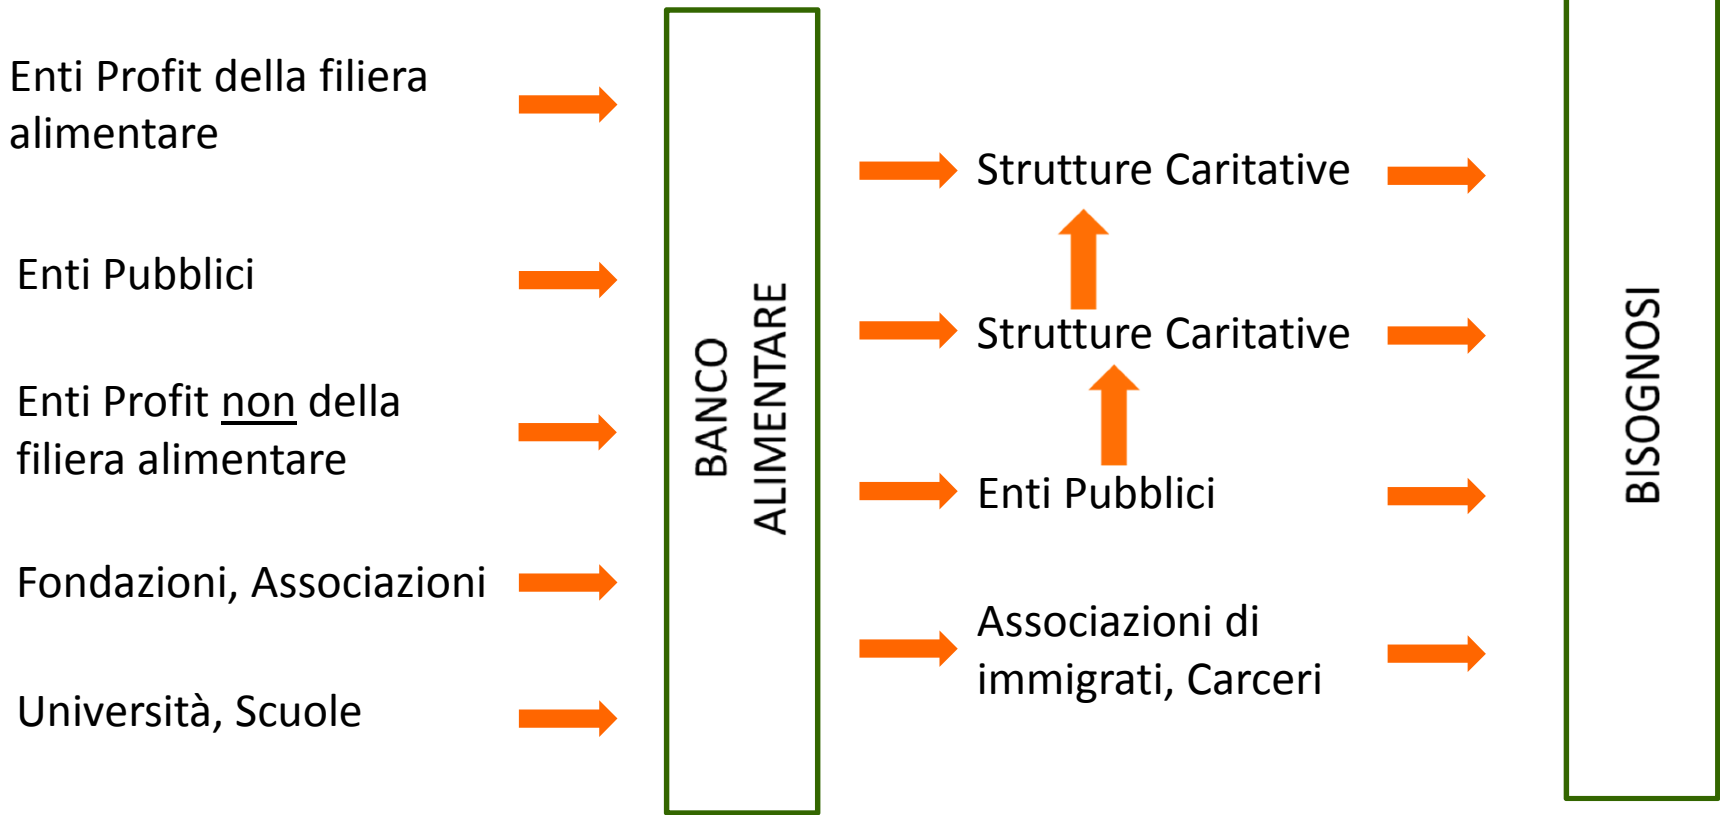 Enti Profit della filiera
alimentare
Enti Pubblici
Enti Profit non della
filiera alimentare
Fondazioni, Associazioni
Università, Scuole
BANCO
ALIMENTARE
Strutture Caritative
Strutture Caritative
Enti Pubblici
Associazioni di
immigrati, Carceri
BISOGNOSI